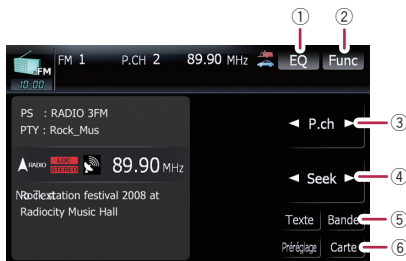 ① ②
FM FM 1 P.CH 2 89.90 MHz EQ Func
10:00
PS : RADIO 3FM
PTY : Rock_Mus
◄ P.ch ► ③
RADIO LOC STEREO 89.90 MHz
◄ Seek ► ④
No Text
Rock station festival 2008 at
Radiocity Music Hall
Texte Bande ⑤
Préréglage Carte ⑥